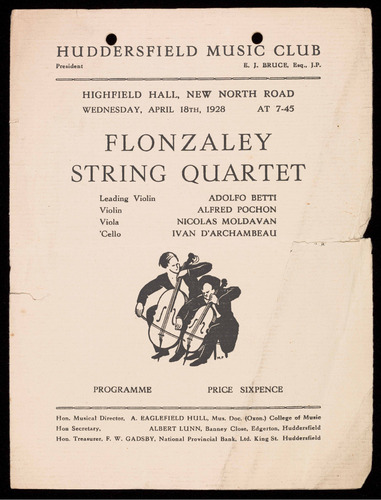 HUDDERSFIELD MUSIC CLUB
President E. J. BRUCE, Esq., J.P.
HIGHFIELD HALL, NEW NORTH ROAD
WEDNESDAY, APRIL 18TH, 1928 AT 7-45
FLONZALEY
STRING QUARTET
Leading Violin ADOLFO BETTI
Violin ALFRED POCHON
Viola NICOLAS MOLDAVAN
'Cello IVAN D'ARCHAMBEAU
PROGRAMME PRICE SIXPENCE
Hon. Musical Director, A. EAGLEFIELD HULL, Mus. Doc. (Oxon.) College of Music
Hon Secretary, ALBERT LUNN, Banney Close, Edgerton, Huddersfield
Hon. Treasurer, F. W. GADSBY, National Provincial Bank, Ltd. King St. Huddersfield